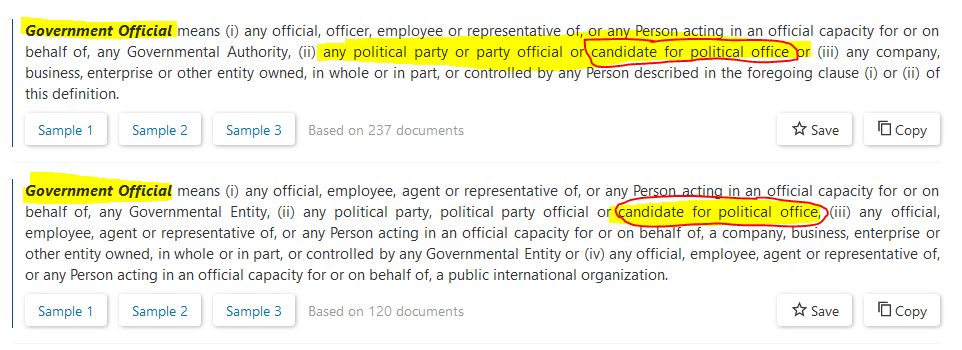 Government Official means (i) any official, officer, employee or representative of, or any Person acting in an official capacity for or on
behalf of, any Governmental Authority, (ii) any political party or party official or candidate for political office or (iii) any company,
business, enterprise or other entity owned, in whole or in part, or controlled by any Person described in the foregoing clause (i) or (ii) of
this definition.
Sample 1 Sample 2 Sample 3 Based on 237 documents Save Copy
Government Official means (i) any official, employee, agent or representative of, or any Person acting in an official capacity for or on
behalf of, any Governmental Entity, (ii) any political party, political party official or candidate for political office, (iii) any official,
employee, agent or representative of, or any Person acting in an official capacity for or on behalf of, a company, business, enterprise or
other entity owned, in whole or in part, or controlled by any Governmental Entity or (iv) any official, employee, agent or representative of,
or any Person acting in an official capacity for or on behalf of, a public international organization.
Sample 1 Sample 2 Sample 3 Based on 120 documents Save Copy